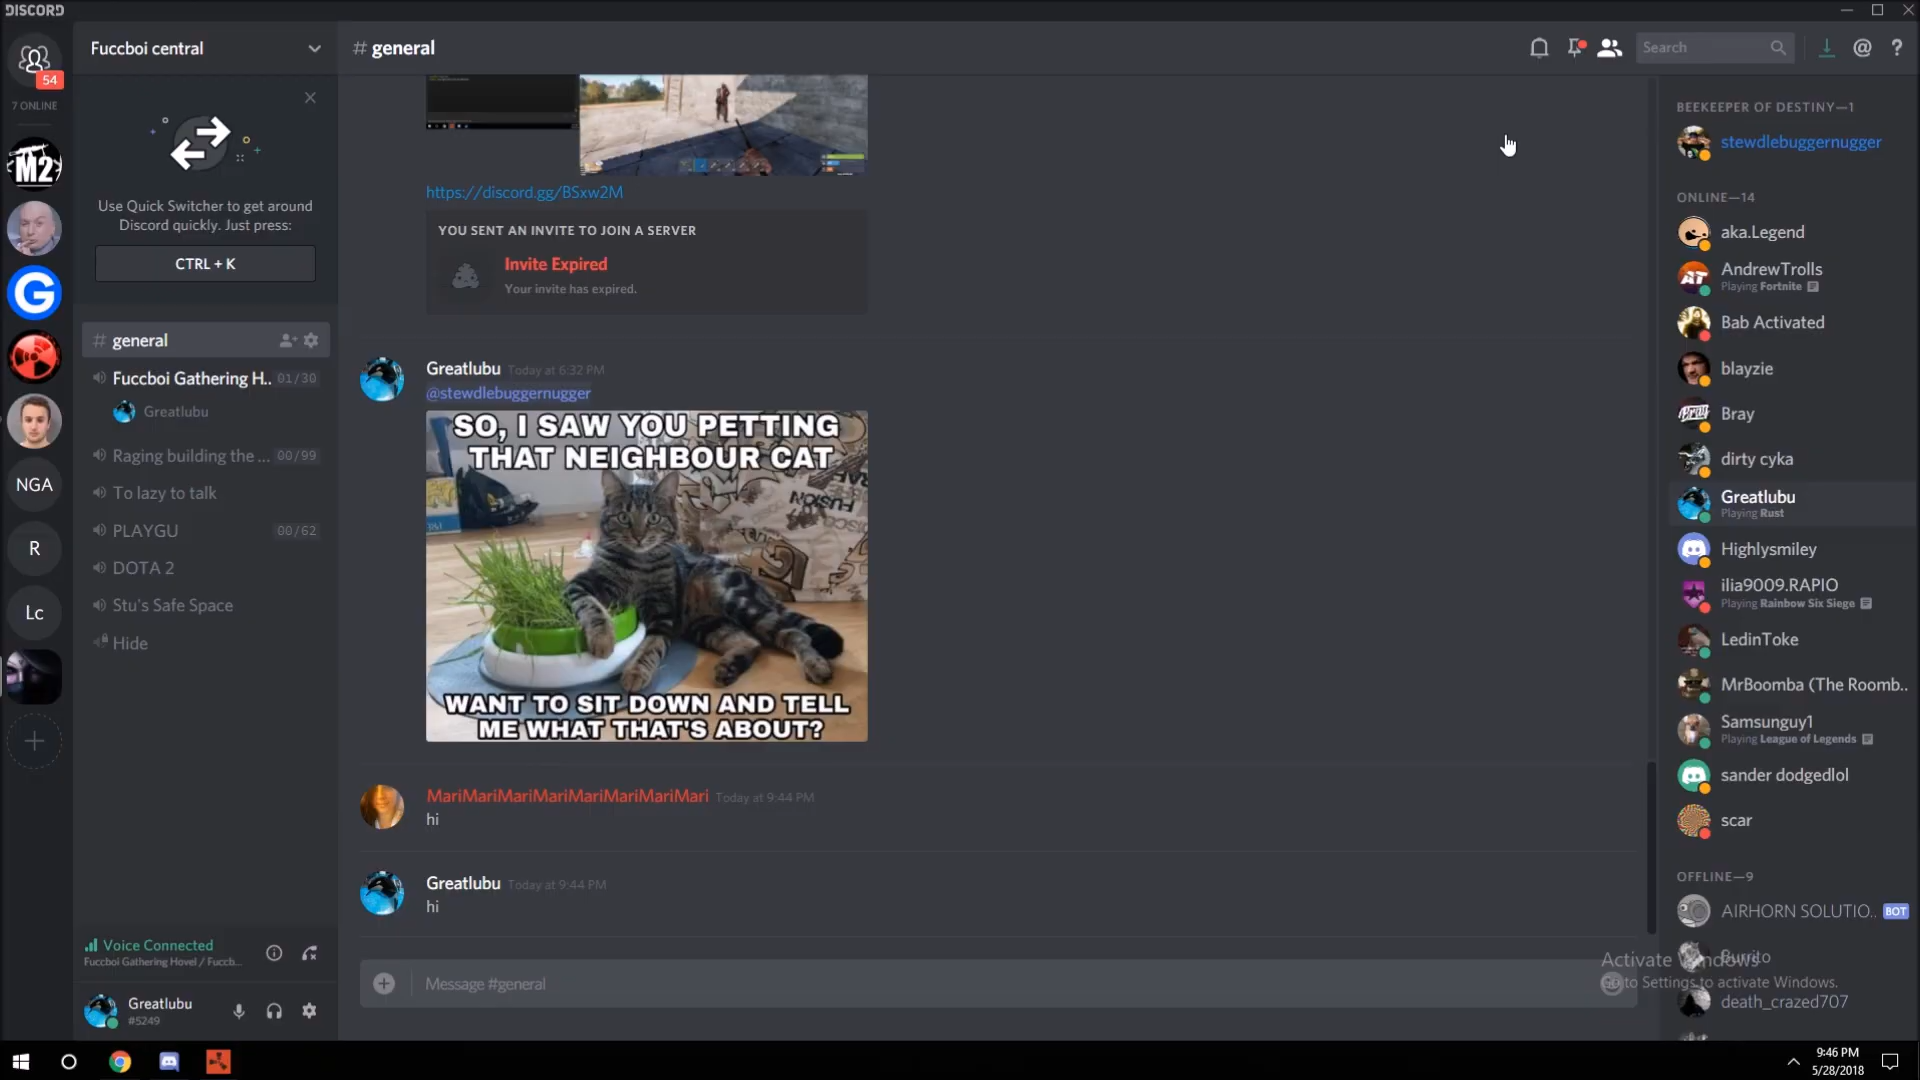 DISCORD
54
7 ONLINE
M2
G
NGA
R
Lc
Fuccboi central
Use Quick Switcher to get around
Discord quickly. Just press:
CTRL + K
# general
Fuccboi Gathering H.. 01/30
Greatlubu
Raging building the ... 00/99
To lazy to talk
PLAYGU 00/62
DOTA 2
Stu's Safe Space
Hide
Voice Connected
Fuccboi Gathering Hovel / Fuccb...
Greatlubu
#5249
# general
Search
@
?
https://discord.gg/BSxw2M
YOU SENT AN INVITE TO JOIN A SERVER
Invite Expired
Your invite has expired.
Greatlubu Today at 6:32 PM
@stewdlebuggernugger
SO, I SAW YOU PETTING
THAT NEIGHBOUR CAT
WANT TO SIT DOWN AND TELL
ME WHAT THAT'S ABOUT?
MariMariMariMariMariMariMariMari Today at 9:44 PM
hi
Greatlubu Today at 9:44 PM
hi
Message #general
BEEKEEPER OF DESTINY—1
stewdlebuggernugger
ONLINE—14
aka.Legend
AT
AndrewTrolls
Playing Fortnite
Bab Activated
blayzie
BRAY
Bray
dirty cyka
Greatlubu
Playing Rust
Highlysmiley
ilia9009.RAPIO
Playing Rainbow Six Siege
LedinToke
MrBoomba (The Roomb..
Samsunguy1
Playing League of Legends
sander dodgedlol
scar
OFFLINE—9
AIRHORN SOLUTIO.. BOT
Burrito
death_crazed707
Activate Windows
Go to Settings to activate Windows.
9:46 PM
5/28/2018